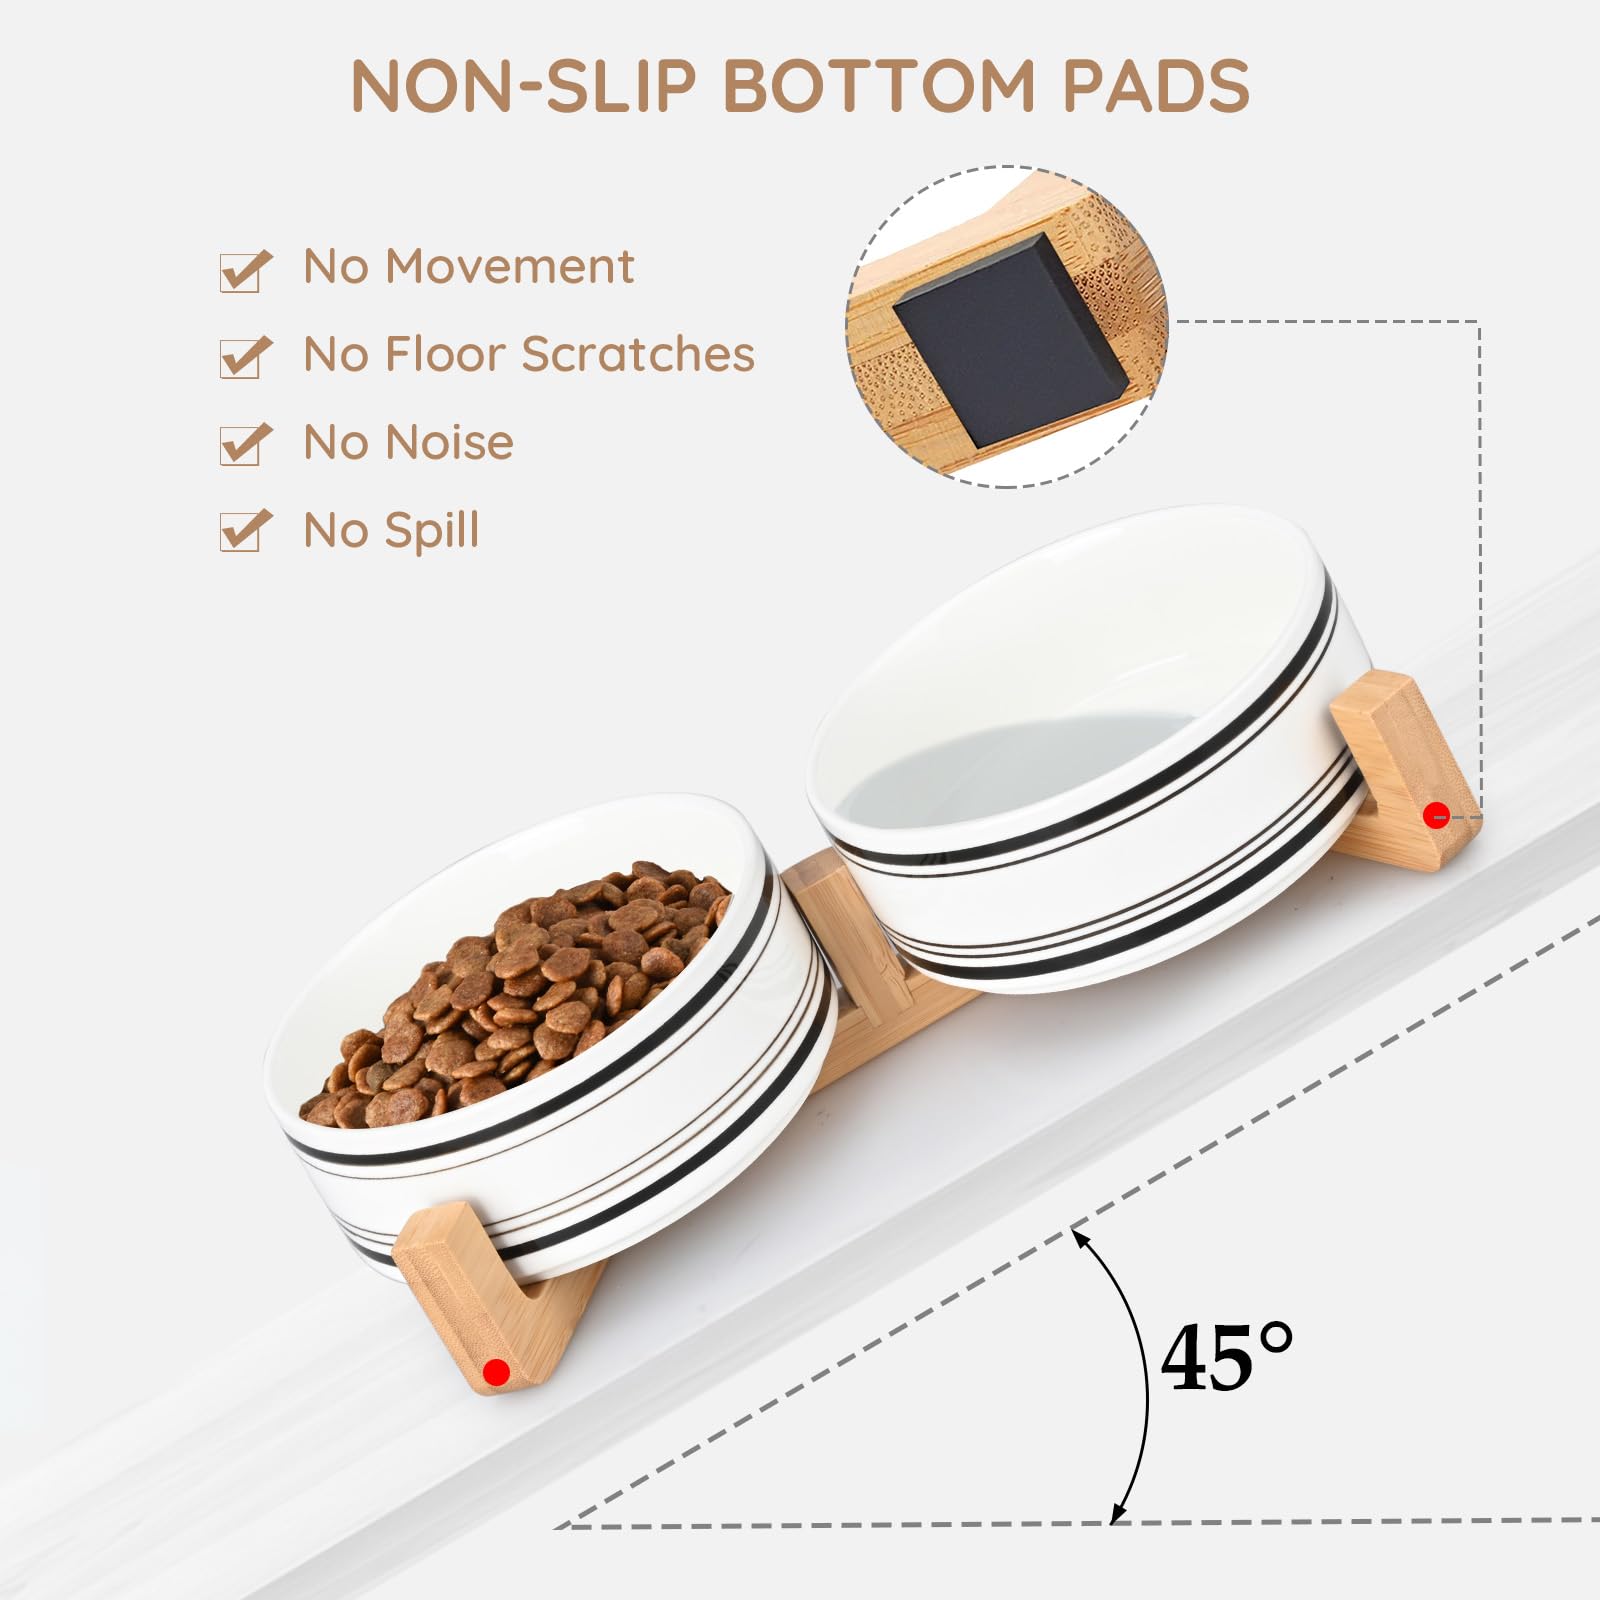 NON-SLIP BOTTOM PADS
No Movement
No Floor Scratches
No Noise
No Spill
45°